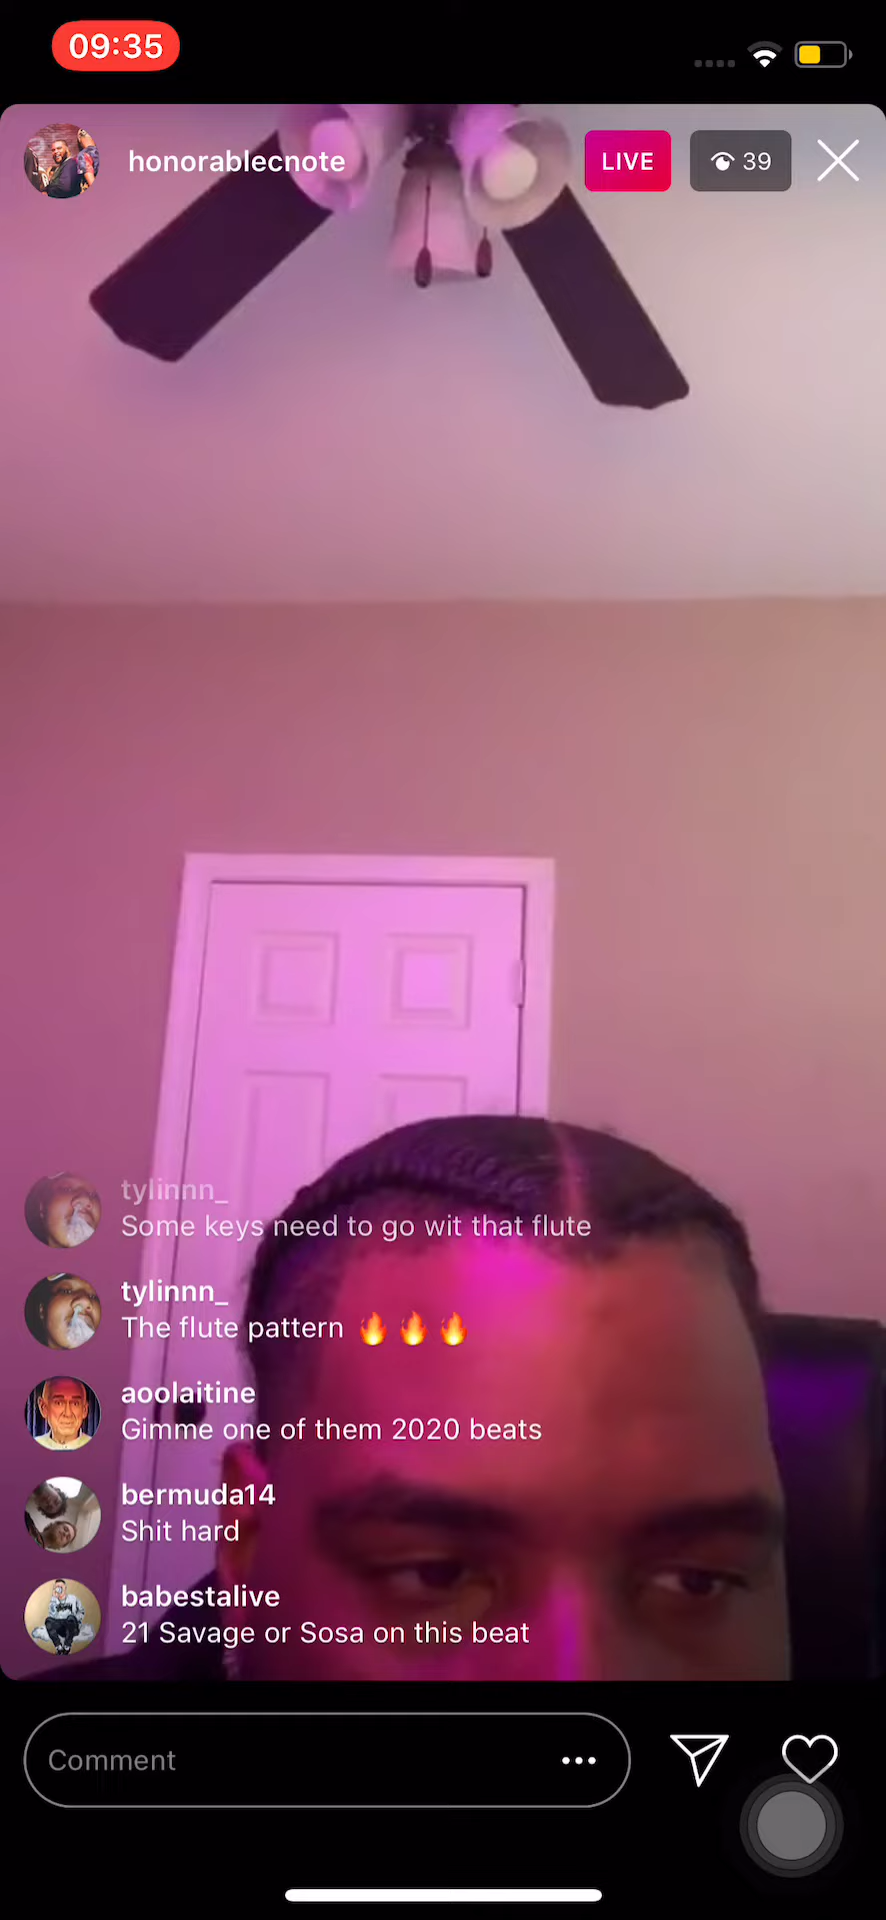 09:35
honorablecnote
LIVE
39
tylinnn_
Some keys need to go wit that flute
tylinnn_
The flute pattern 🔥🔥🔥
aoolaitine
Gimme one of them 2020 beats
bermuda14
Shit hard
babestalive
21 Savage or Sosa on this beat
Comment